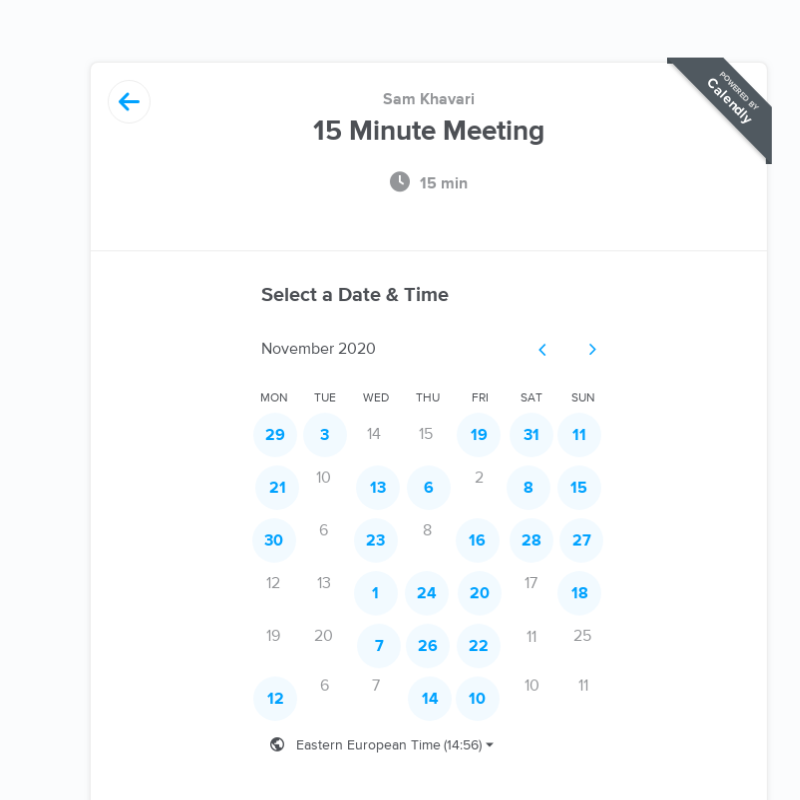 POWERED BY
Calendly
Sam Khavari
15 Minute Meeting
15 min
Select a Date & Time
November 2020
MON TUE WED THU FRI SAT SUN
29 3 14 15 19 31 11
21 10 13 6 2 8 15
30 6 23 8 16 28 27
12 13 1 24 20 17 18
19 20 7 26 22 11 25
12 6 7 14 10 10 11
Eastern European Time (14:56)